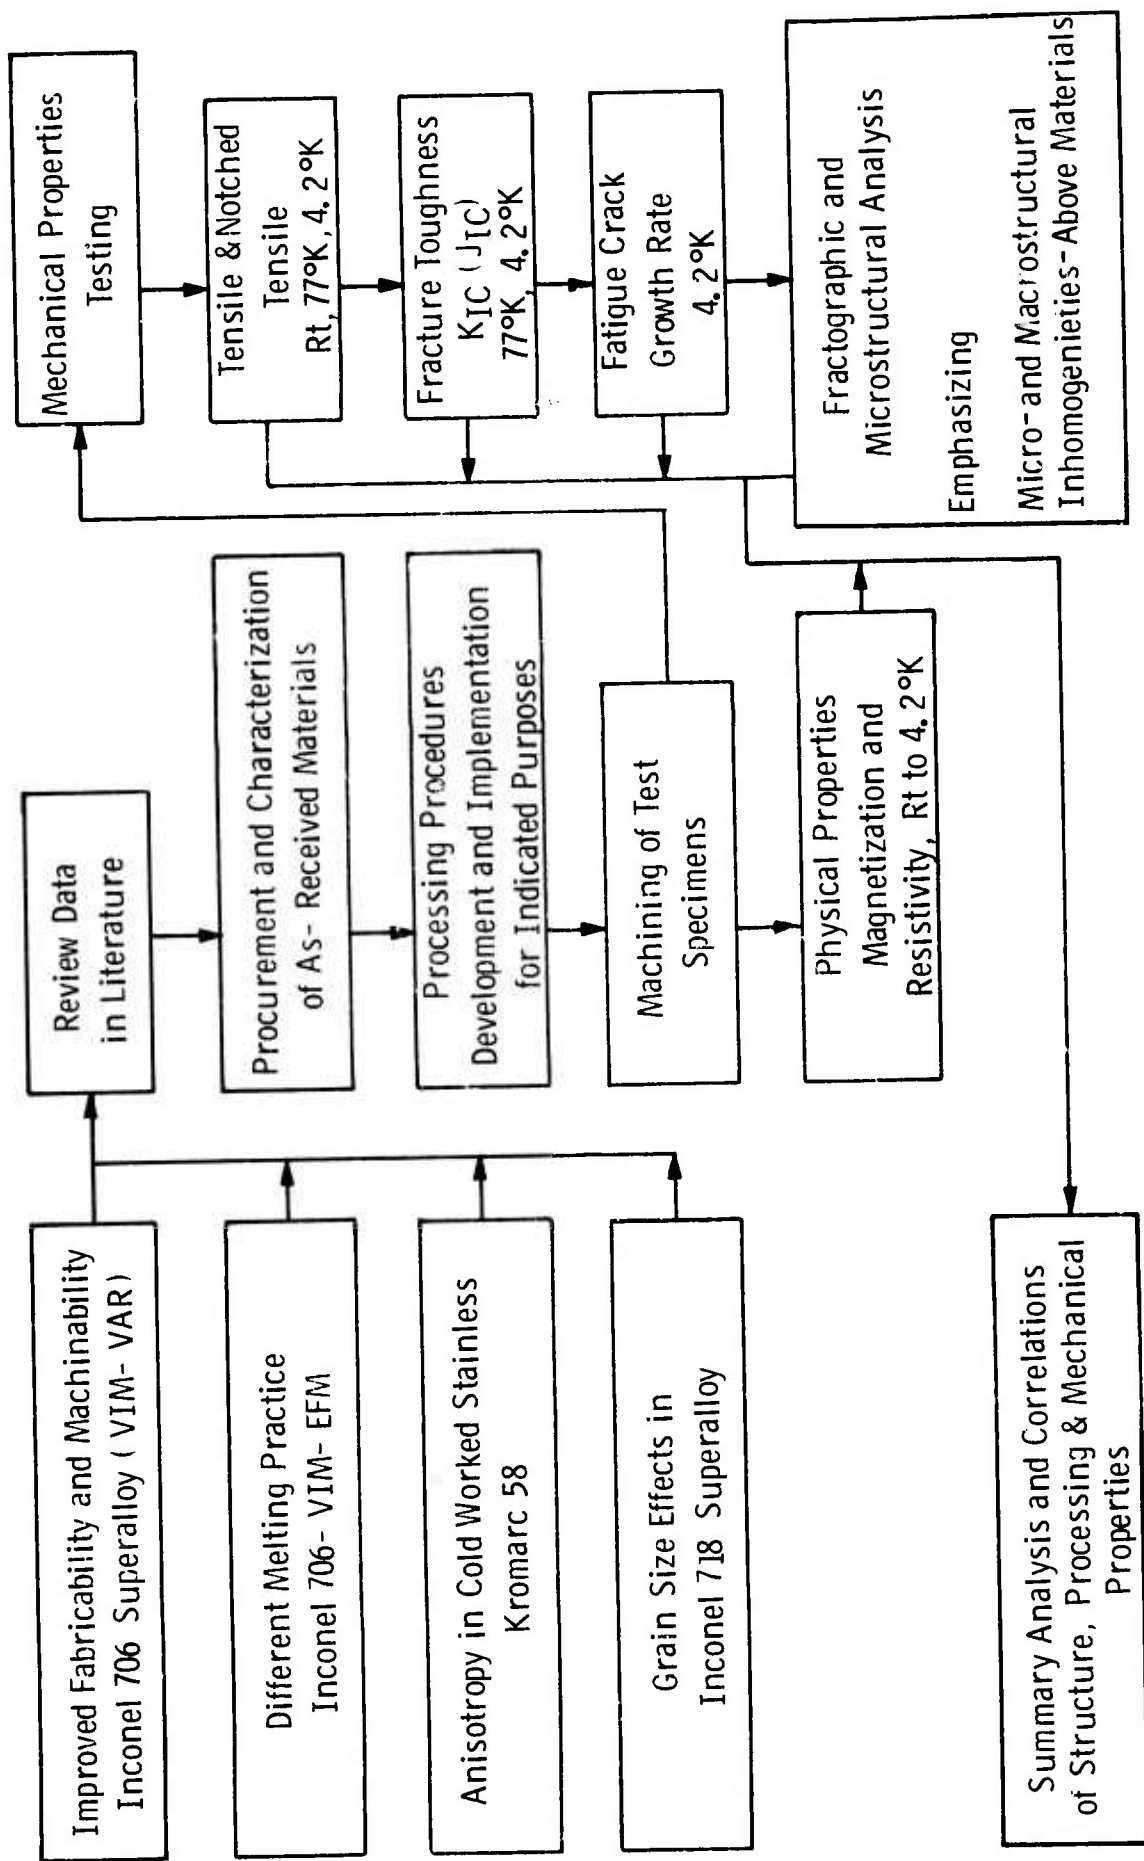 Improved Fabricability and Machinability
Inconel 706 Superalloy ( VIM- VAR)
Different Melting Practice
Inconel 706- VIM- EFM
Anisotropy in Cold Worked Stainless
Kromarc 58
Grain Size Effects in
Inconel 718 Superalloy
Summary Analysis and Correlations
of Structure, Processing & Mechanical
Properties
Review Data
in Literature
Procurement and Characterization
of As- Received Materials
Processing Procedures
Development and Implementation
for Indicated Purposes
Machining of Test
Specimens
Physical Properties
Magnetization and
Resistivity, Rt to 4.2°K
Mechanical Properties
Testing
Tensile & Notched
Tensile
Rt, 77°K, 4.2°K
Fracture Toughness
KIC (JIC)
77°K, 4.2°K
Fatigue Crack
Growth Rate
4.2°K
Fractographic and
Microstructural Analysis
Emphasizing
Micro- and Macrostructural
Inhomogenieties- Above Materials